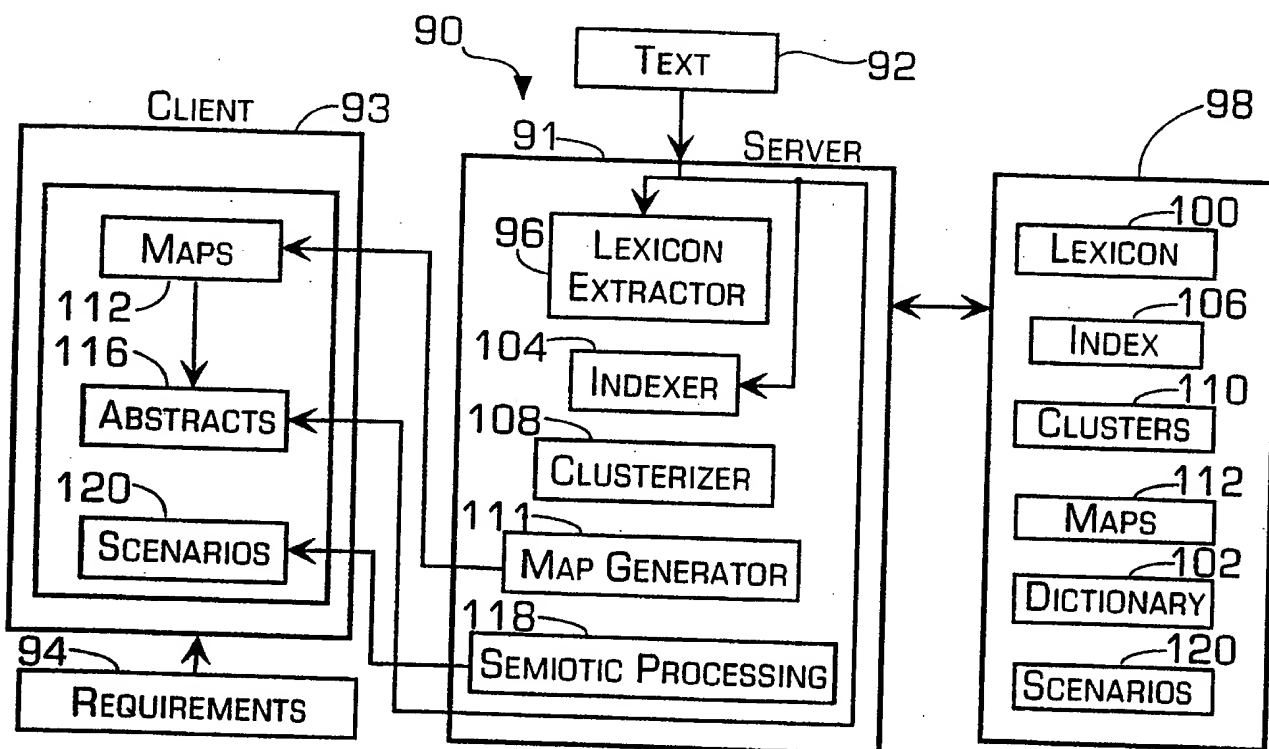 90
TEXT
92
CLIENT
93
91
SERVER
98
MAPS
112
116
ABSTRACTS
120
SCENARIOS
94
REQUIREMENTS
96
LEXICON
EXTRACTOR
104
INDEXER
108
CLUSTERIZER
111
MAP GENERATOR
118
SEMIOTIC PROCESSING
100
LEXICON
106
INDEX
110
CLUSTERS
112
MAPS
102
DICTIONARY
120
SCENARIOS